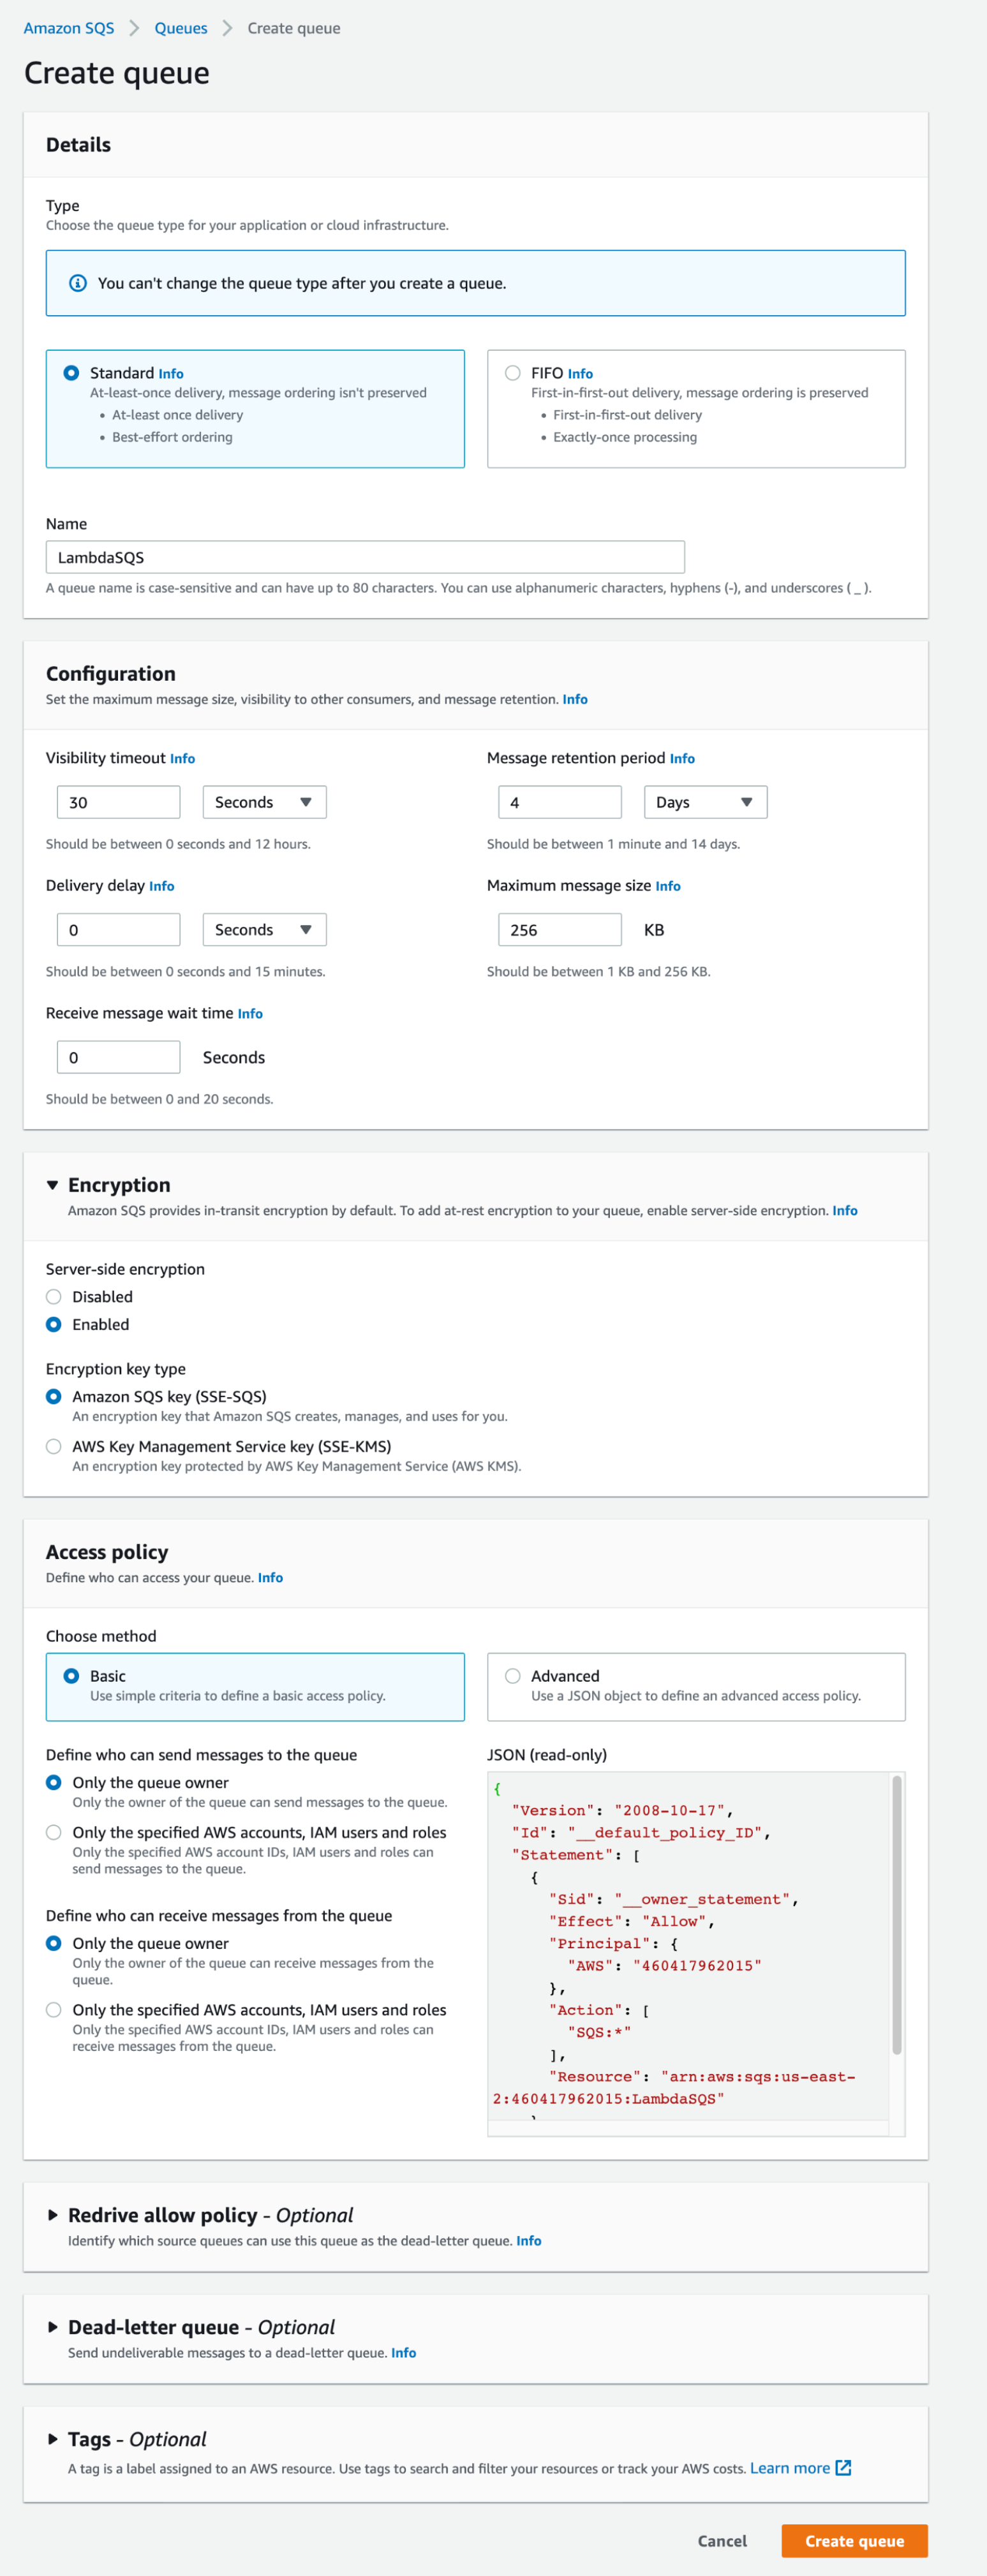 Amazon SQS > Queues > Create queue
Create queue
Details
Type
Choose the queue type for your application or cloud infrastructure.
You can't change the queue type after you create a queue.
Standard Info
At-least-once delivery, message ordering isn't preserved
• At-least once delivery
• Best-effort ordering
FIFO Info
First-in-first-out delivery, message ordering is preserved
• First-in-first-out delivery
• Exactly-once processing
Name
LambdaSQS
A queue name is case-sensitive and can have up to 80 characters. You can use alphanumeric characters, hyphens (-), and underscores ( _ ).
Configuration
Set the maximum message size, visibility to other consumers, and message retention. Info
Visibility timeout Info
30 Seconds
Should be between 0 seconds and 12 hours.
Message retention period Info
4 Days
Should be between 1 minute and 14 days.
Delivery delay Info
0 Seconds
Should be between 0 seconds and 15 minutes.
Maximum message size Info
256 KB
Should be between 1 KB and 256 KB.
Receive message wait time Info
0 Seconds
Should be between 0 and 20 seconds.
Encryption
Amazon SQS provides in-transit encryption by default. To add at-rest encryption to your queue, enable server-side encryption. Info
Server-side encryption
Disabled
Enabled
Encryption key type
Amazon SQS key (SSE-SQS)
An encryption key that Amazon SQS creates, manages, and uses for you.
AWS Key Management Service key (SSE-KMS)
An encryption key protected by AWS Key Management Service (AWS KMS).
Access policy
Define who can access your queue. Info
Choose method
Basic
Use simple criteria to define a basic access policy.
Advanced
Use a JSON object to define an advanced access policy.
Define who can send messages to the queue
Only the queue owner
Only the owner of the queue can send messages to the queue.
Only the specified AWS accounts, IAM users and roles
Only the specified AWS account IDs, IAM users and roles can
send messages to the queue.
Define who can receive messages from the queue
Only the queue owner
Only the owner of the queue can receive messages from the
queue.
Only the specified AWS accounts, IAM users and roles
Only the specified AWS account IDs, IAM users and roles can
receive messages from the queue.
JSON (read-only)
{
"Version": "2008-10-17",
"Id": "__default_policy_ID",
"Statement": [
{
"Sid": "__owner_statement",
"Effect": "Allow",
"Principal": {
"AWS": "460417962015"
},
"Action": [
"SQS:*"
],
"Resource": "arn:aws:sqs:us-east-
2:460417962015:LambdaSQS"
Redrive allow policy - Optional
Identify which source queues can use this queue as the dead-letter queue. Info
Dead-letter queue - Optional
Send undeliverable messages to a dead-letter queue. Info
Tags - Optional
A tag is a label assigned to an AWS resource. Use tags to search and filter your resources or track your AWS costs. Learn more
Cancel
Create queue